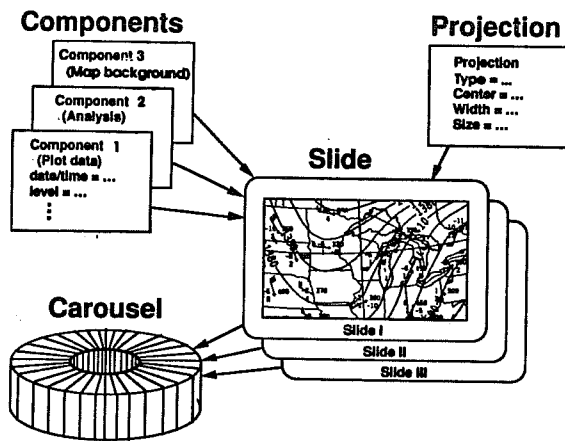 Components
Component 3
(Map background)
Component 2
(Analysis)
Component 1
(Plot data)
date/time = ...
level = ...
Projection
Projection
Type = ...
Center = ...
Width = ...
Size = ...
Slide
Slide I
Slide II
Slide III
Carousel